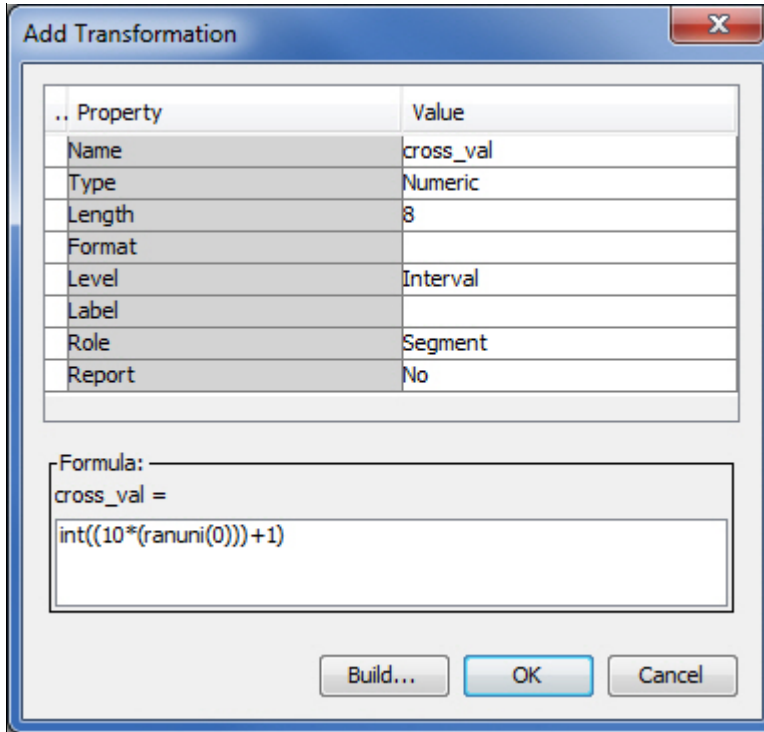 Add Transformation
.. Property Value
Name cross_val
Type Numeric
Length 8
Format
Level Interval
Label
Role Segment
Report No
Formula:
cross_val =
int((10*(ranuni(0)))+1)
Build... OK Cancel